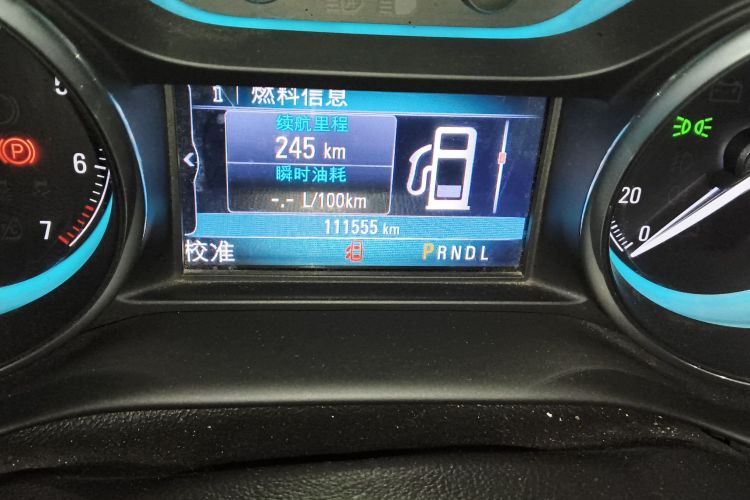 燃料信息
续航里程
245 km
瞬时油耗
-.- L/100km
111555 km
校准
PRNDL
5
6
7
P
20
0